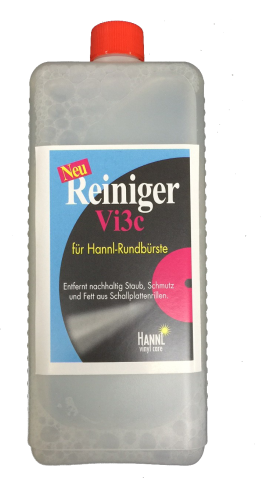 Neu
Reiniger
Vi3c
für Hannl-Rundbürste
Entfernt nachhaltig Staub, Schmutz
und Fett aus Schallplattenrillen.
HANNL
vinyl care